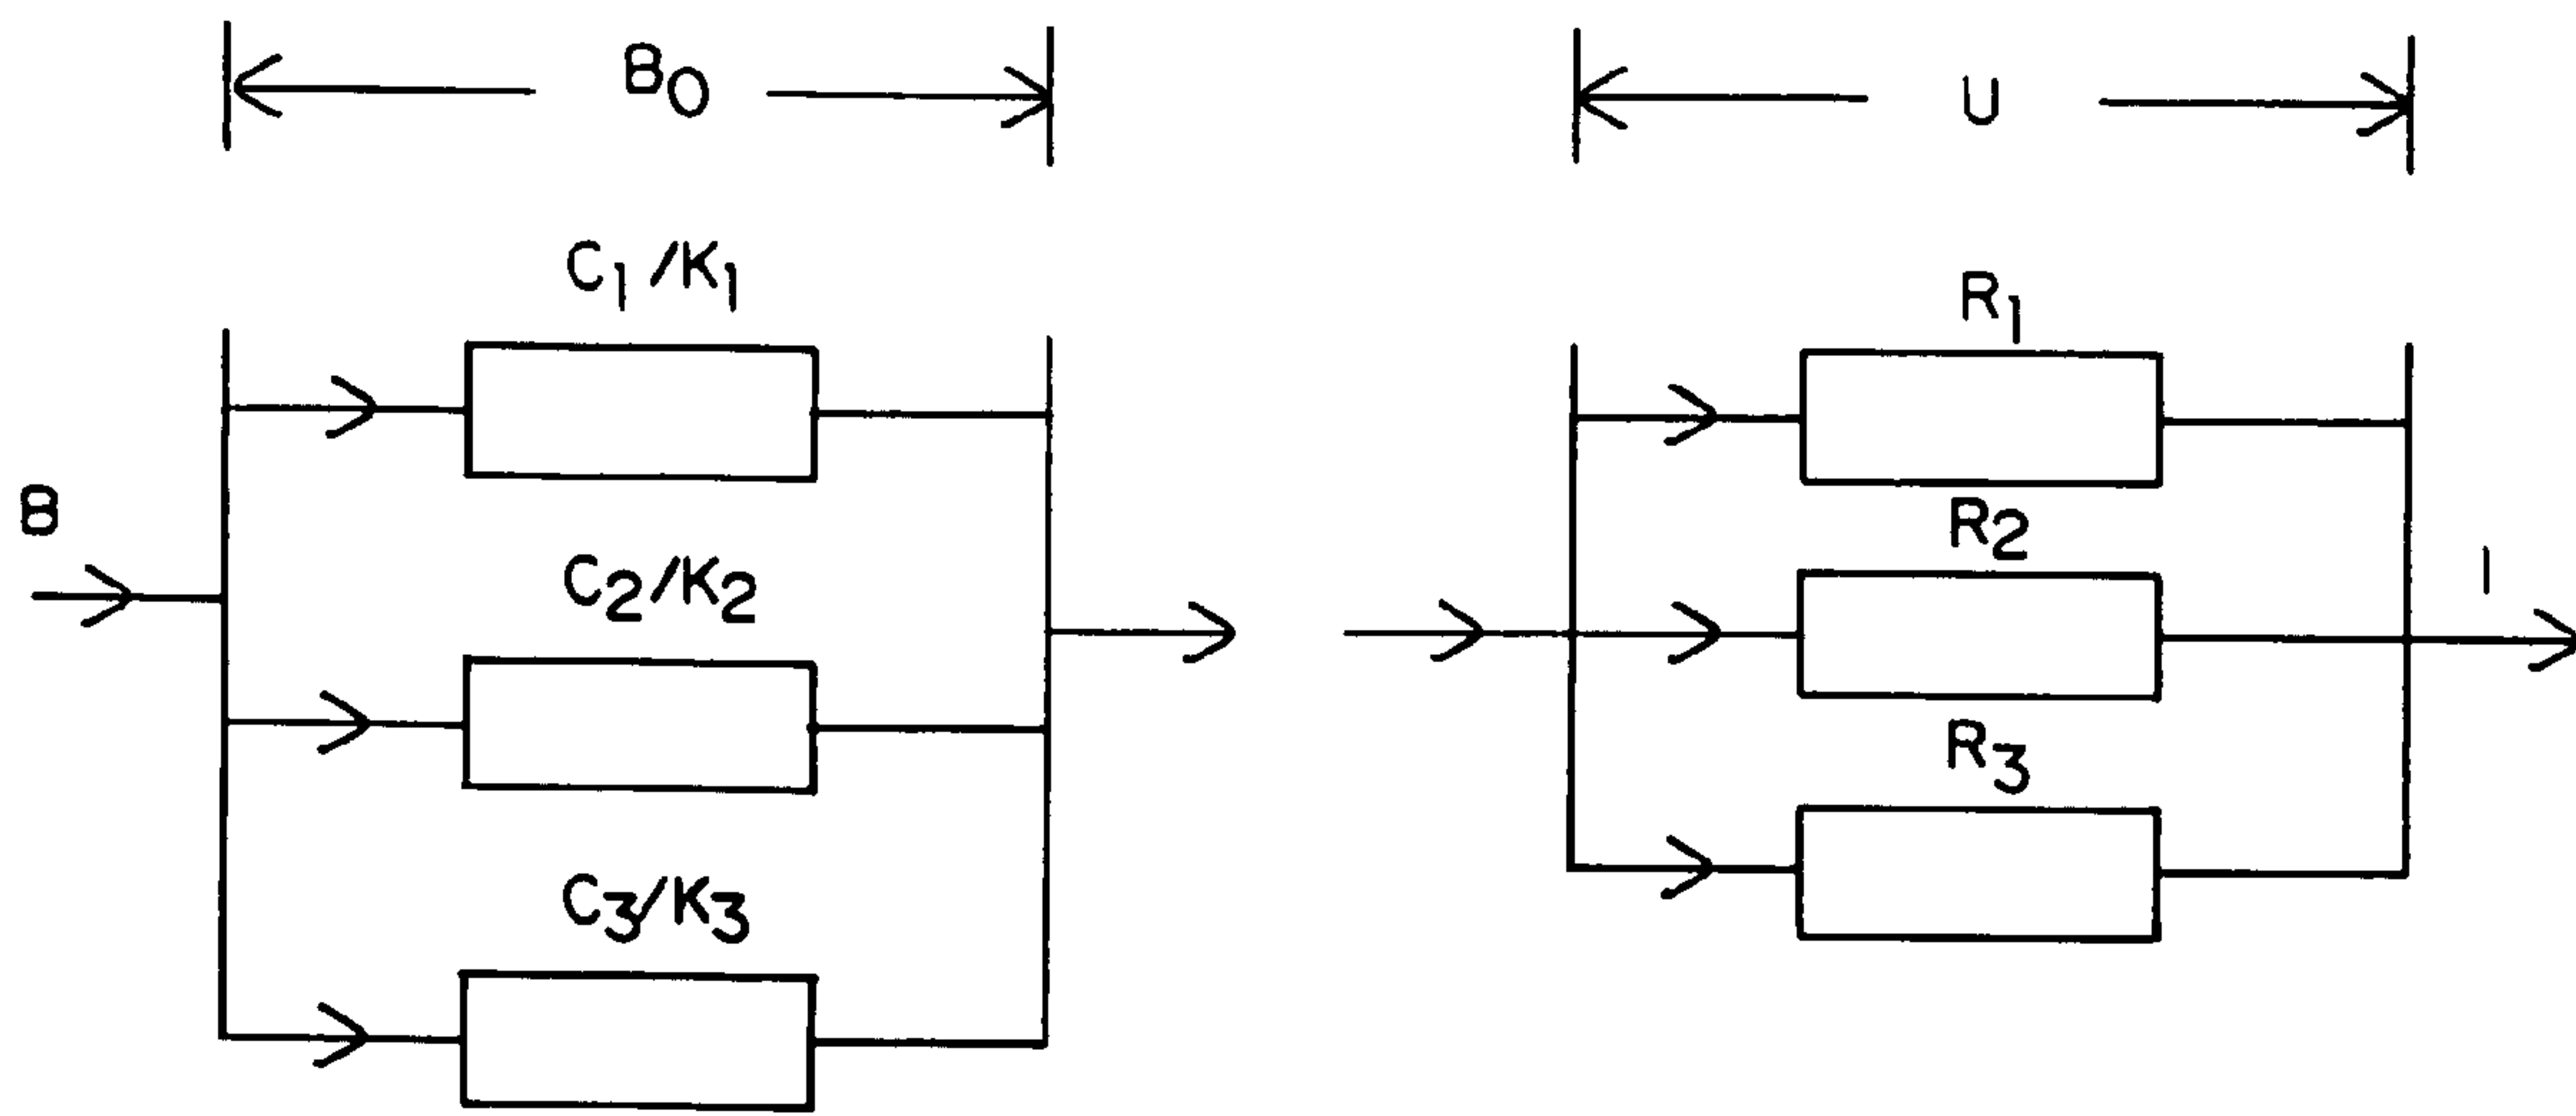 B₀
U
C₁/K₁
R₁
B
R₂
I
C₂/K₂
R₃
C₃/K₃